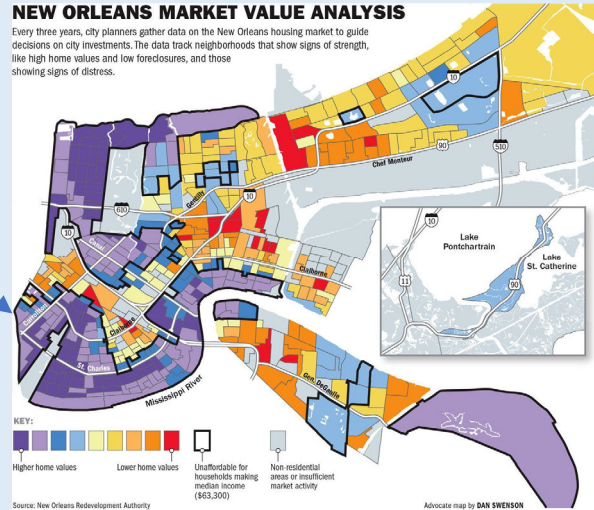 NEW ORLEANS MARKET VALUE ANALYSIS
Every three years, city planners gather data on the New Orleans housing market to guide
decisions on city investments. The data track neighborhoods that show signs of strength,
like high home values and low foreclosures, and those
showing signs of distress.
10
90
510
Chef Menteur
Gentilly
10
610
10
Canal
Claiborne
Carrollton
Claiborne
St. Charles
Mississippi River
Gen. DeGaulle
10
Lake
Pontchartrain
Lake
St. Catherine
11
90
KEY:
Higher home values
Lower home values
Unaffordable for
households making
median income
($63,300)
Non-residential
areas or insufficient
market activity
Source: New Orleans Redevelopment Authority
Advocate map by DAN SWENSON